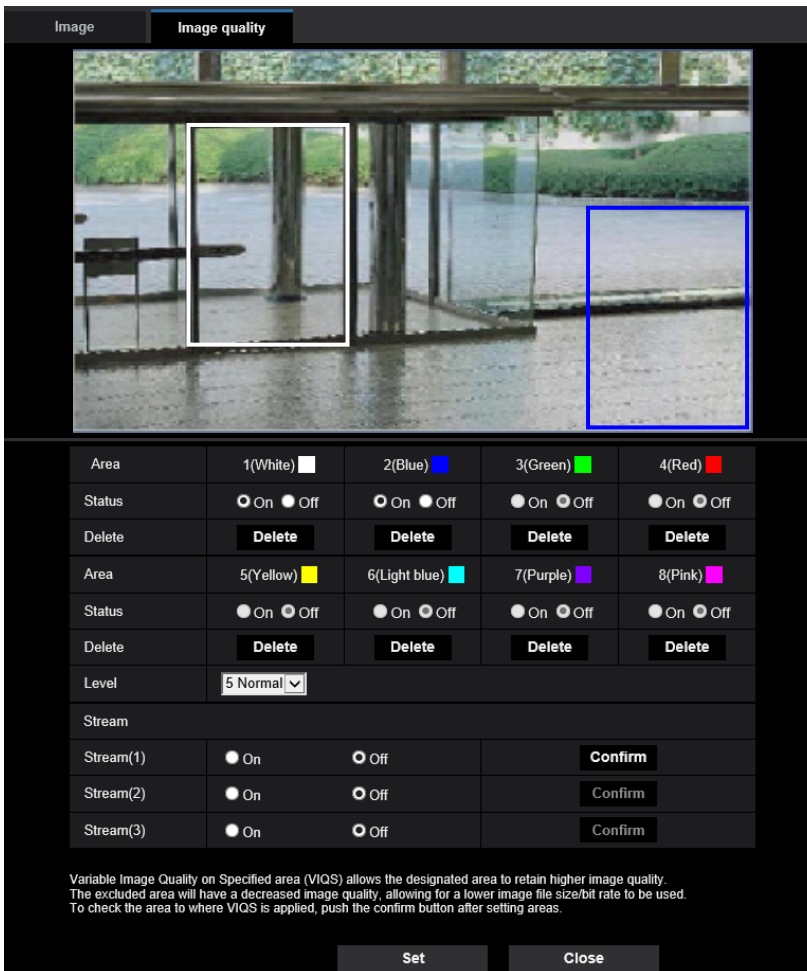 Image Image quality
Area 1(White) 2(Blue) 3(Green) 4(Red)
Status On Off On Off On Off On Off
Delete Delete Delete Delete Delete
Area 5(Yellow) 6(Light blue) 7(Purple) 8(Pink)
Status On Off On Off On Off On Off
Delete Delete Delete Delete Delete
Level 5 Normal
Stream
Stream(1) On Off Confirm
Stream(2) On Off Confirm
Stream(3) On Off Confirm
Variable Image Quality on Specified area (VIQS) allows the designated area to retain higher image quality.
The excluded area will have a decreased image quality, allowing for a lower image file size/bit rate to be used.
To check the area to where VIQS is applied, push the confirm button after setting areas.
Set Close